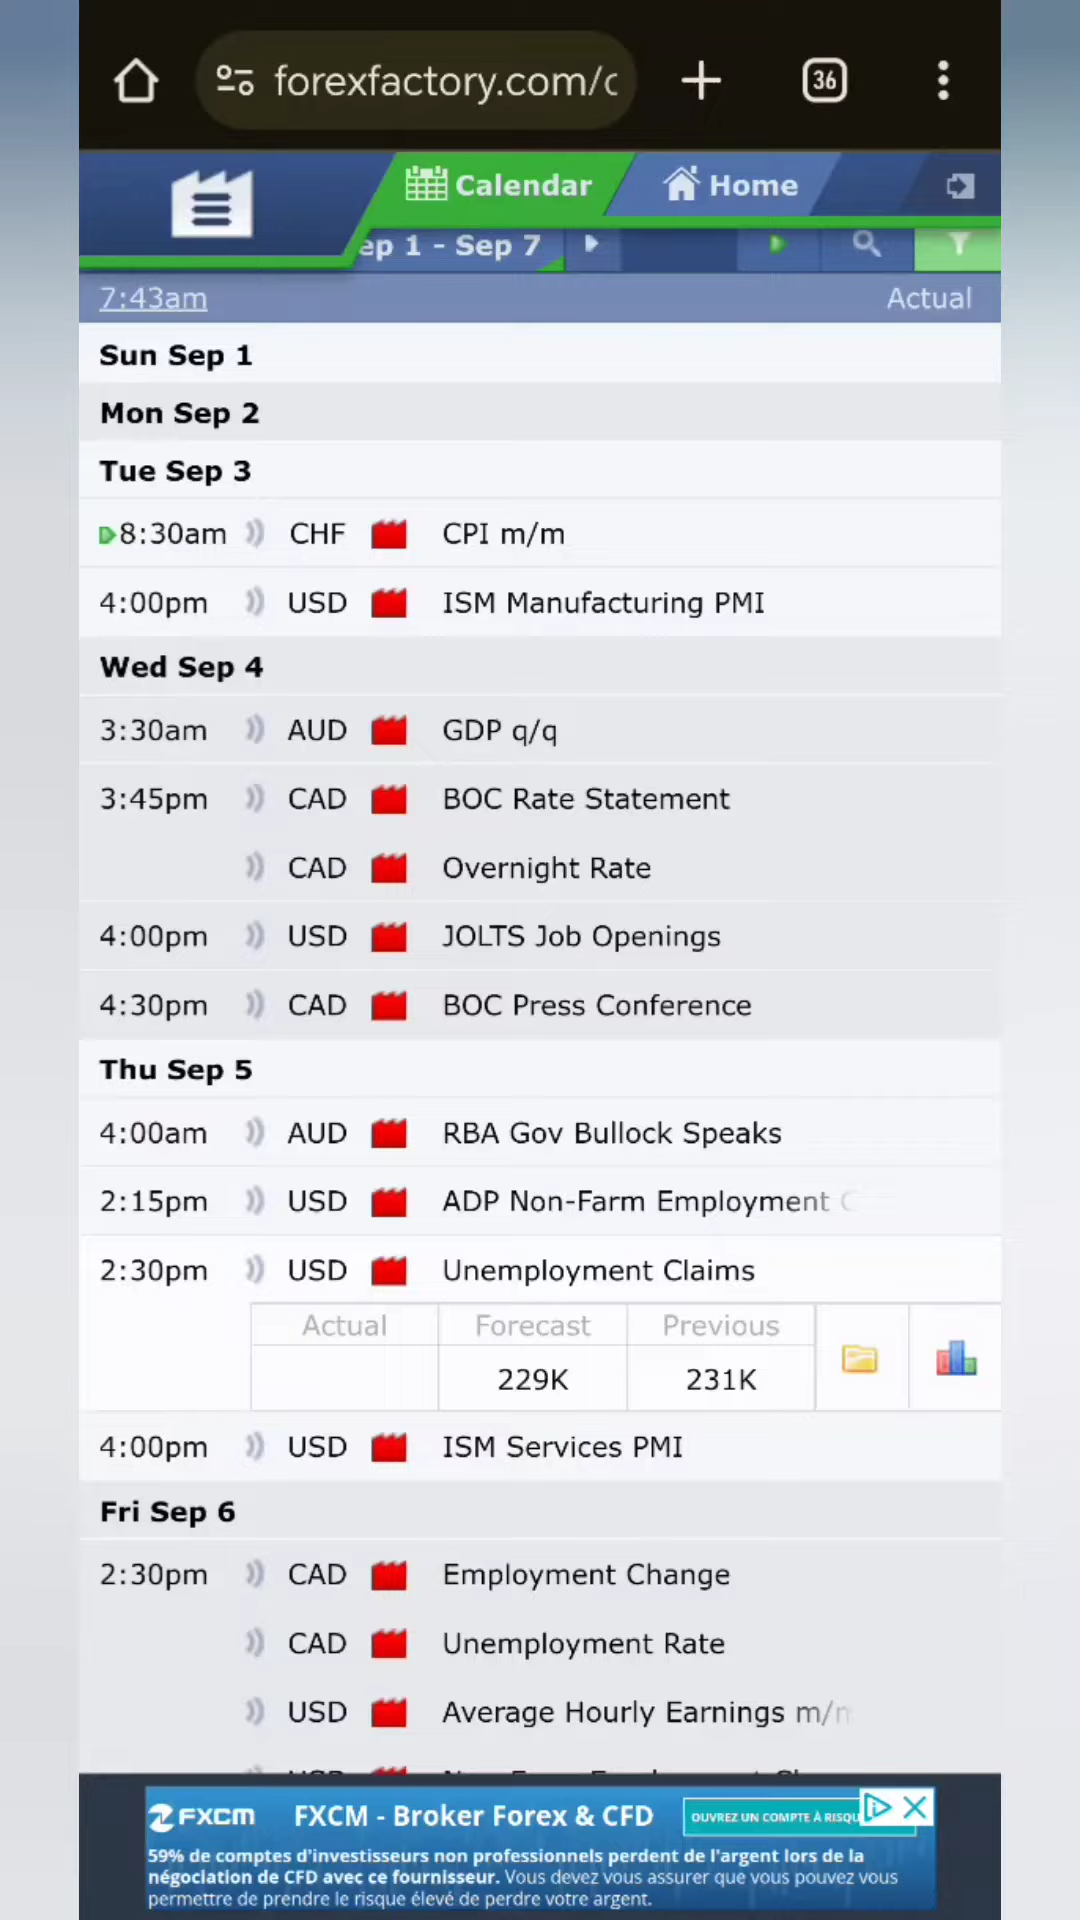 forexfactory.com/c
36
Calendar
Home
ep 1 - Sep 7
7:43am Actual
Sun Sep 1
Mon Sep 2
Tue Sep 3
8:30am CHF CPI m/m
4:00pm USD ISM Manufacturing PMI
Wed Sep 4
3:30am AUD GDP q/q
3:45pm CAD BOC Rate Statement
CAD Overnight Rate
4:00pm USD JOLTS Job Openings
4:30pm CAD BOC Press Conference
Thu Sep 5
4:00am AUD RBA Gov Bullock Speaks
2:15pm USD ADP Non-Farm Employment C
2:30pm USD Unemployment Claims
Actual Forecast Previous
229K 231K
4:00pm USD ISM Services PMI
Fri Sep 6
2:30pm CAD Employment Change
CAD Unemployment Rate
USD Average Hourly Earnings m/m
FXCM
FXCM - Broker Forex & CFD
OUVREZ UN COMPTE À RISQU
59% de comptes d'investisseurs non professionnels perdent de l'argent lors de la
négociation de CFD avec ce fournisseur. Vous devez vous assurer que vous pouvez vous
permettre de prendre le risque élevé de perdre votre argent.